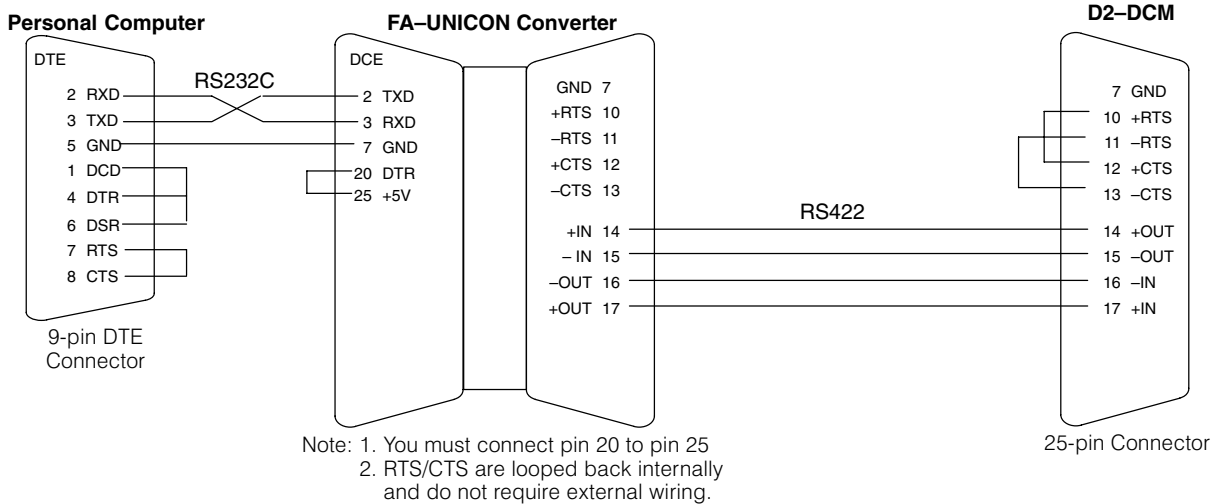 Personal Computer
FA–UNICON Converter
D2–DCM
DTE
2 RXD
3 TXD
5 GND
1 DCD
4 DTR
6 DSR
7 RTS
8 CTS
9-pin DTE
Connector
RS232C
DCE
2 TXD
3 RXD
7 GND
20 DTR
25 +5V
GND 7
+RTS 10
–RTS 11
+CTS 12
–CTS 13
+IN 14
– IN 15
–OUT 16
+OUT 17
RS422
7 GND
10 +RTS
11 –RTS
12 +CTS
13 –CTS
14 +OUT
15 –OUT
16 –IN
17 +IN
25-pin Connector
Note: 1. You must connect pin 20 to pin 25
2. RTS/CTS are looped back internally
and do not require external wiring.